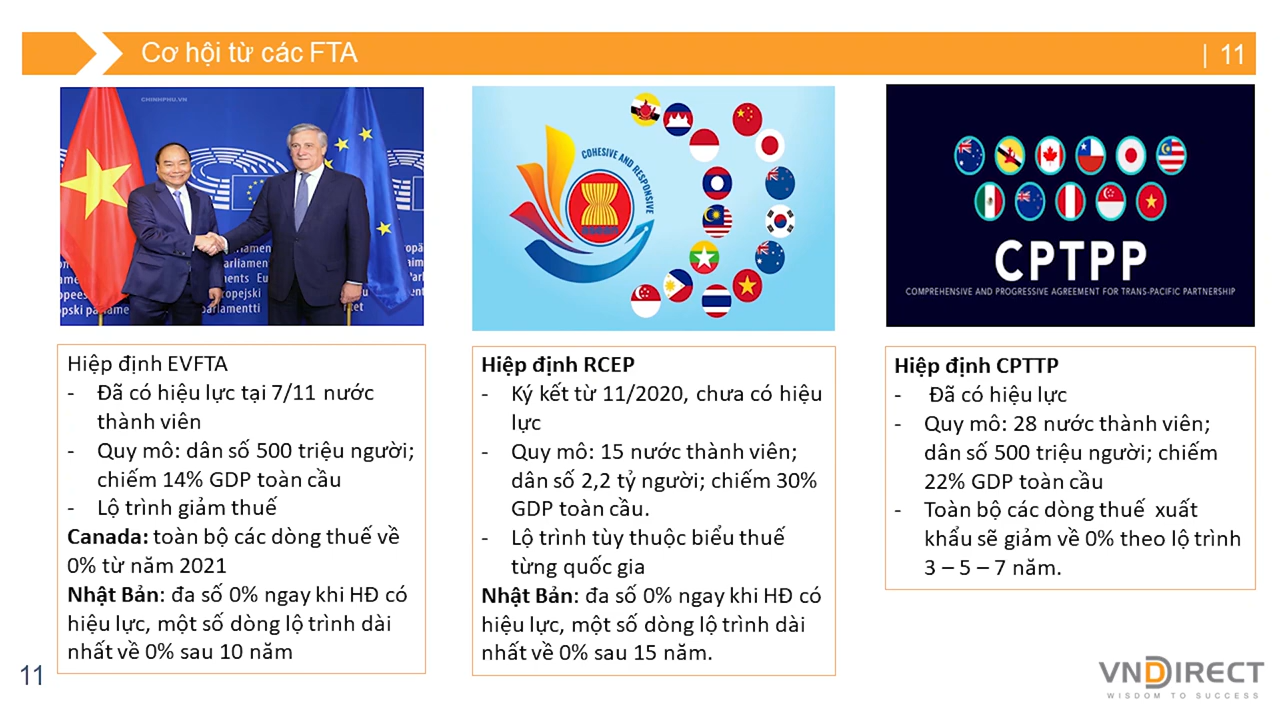 Cơ hội từ các FTA
| 11
CHINHPHU.VN
COHESIVE AND RESPONSIVE
CPTPP
COMPREHENSIVE AND PROGRESSIVE AGREEMENT FOR TRANS-PACIFIC PARTNERSHIP
Hiệp định EVFTA
- Đã có hiệu lực tại 7/11 nước
thành viên
- Quy mô: dân số 500 triệu người;
chiếm 14% GDP toàn cầu
- Lộ trình giảm thuế
Canada: toàn bộ các dòng thuế về
0% từ năm 2021
Nhật Bản: đa số 0% ngay khi HĐ có
hiệu lực, một số dòng lộ trình dài
nhất về 0% sau 10 năm
Hiệp định RCEP
- Ký kết từ 11/2020, chưa có hiệu
lực
- Quy mô: 15 nước thành viên;
dân số 2,2 tỷ người; chiếm 30%
GDP toàn cầu.
- Lộ trình tùy thuộc biểu thuế
từng quốc gia
Nhật Bản: đa số 0% ngay khi HĐ có
hiệu lực, một số dòng lộ trình dài
nhất về 0% sau 15 năm.
Hiệp định CPTTP
- Đã có hiệu lực
- Quy mô: 28 nước thành viên;
dân số 500 triệu người; chiếm
22% GDP toàn cầu
- Toàn bộ các dòng thuế xuất
khẩu sẽ giảm về 0% theo lộ trình
3 – 5 – 7 năm.
11
VNDIRECT
WISDOM TO SUCCESS